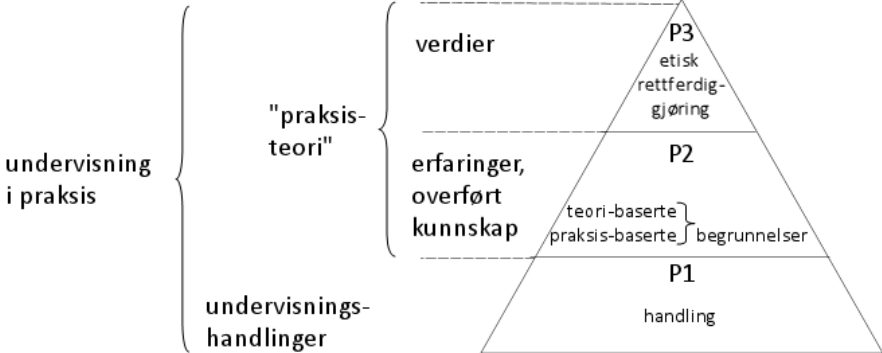 undervisning
i praksis
"praksis-
teori"
undervisnings-
handlinger
verdier
erfaringer,
overført
kunnskap
P3
etisk
rettferdig-
gjøring
P2
teori-baserte
praksis-baserte
begrunnelser
P1
handling